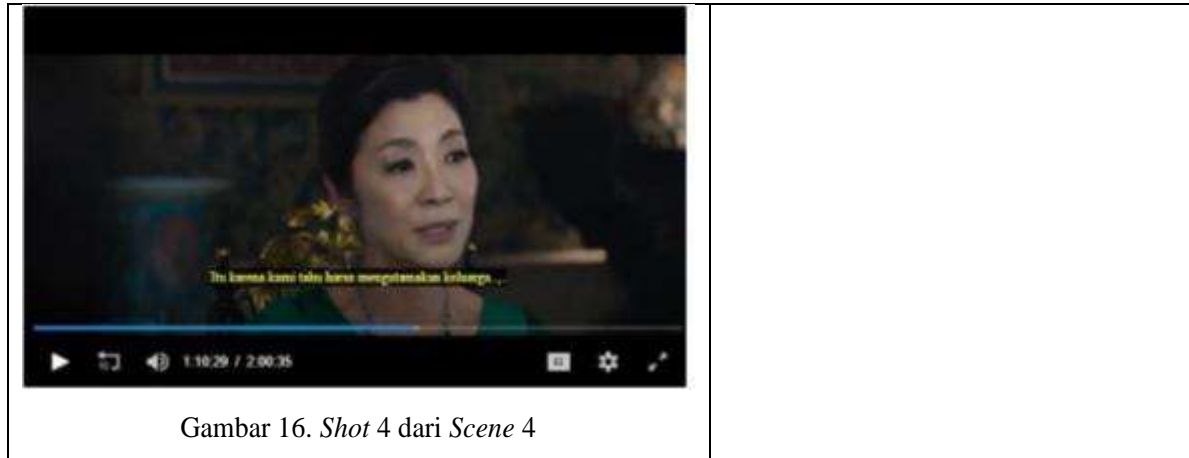 Itu karena kami tahu harus mengutamakan keluarga...
1:10:29 / 2:00:35
Gambar 16. Shot 4 dari Scene 4